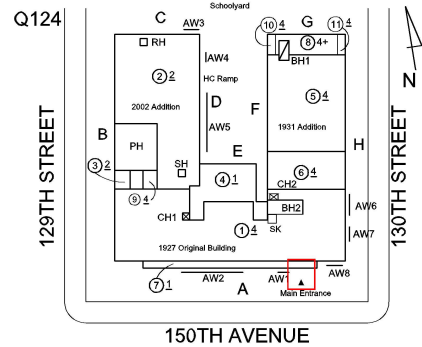 Schoolyard
Q124
C
AW3
G
10 4
11 4
RH
8 4+
AW4
BH1
N
2 2
HC Ramp
5 4
2002 Addition
D
F
AW5
1931 Addition
B
PH
E
H
129TH STREET
130TH STREET
3 2
SH
4 1
6 4
9 4
CH2
CH1
BH2
AW6
1 4
SK
AW7
1927 Original Building
7 1
AW2
A
AW1
AW8
Main Entrance
150TH AVENUE